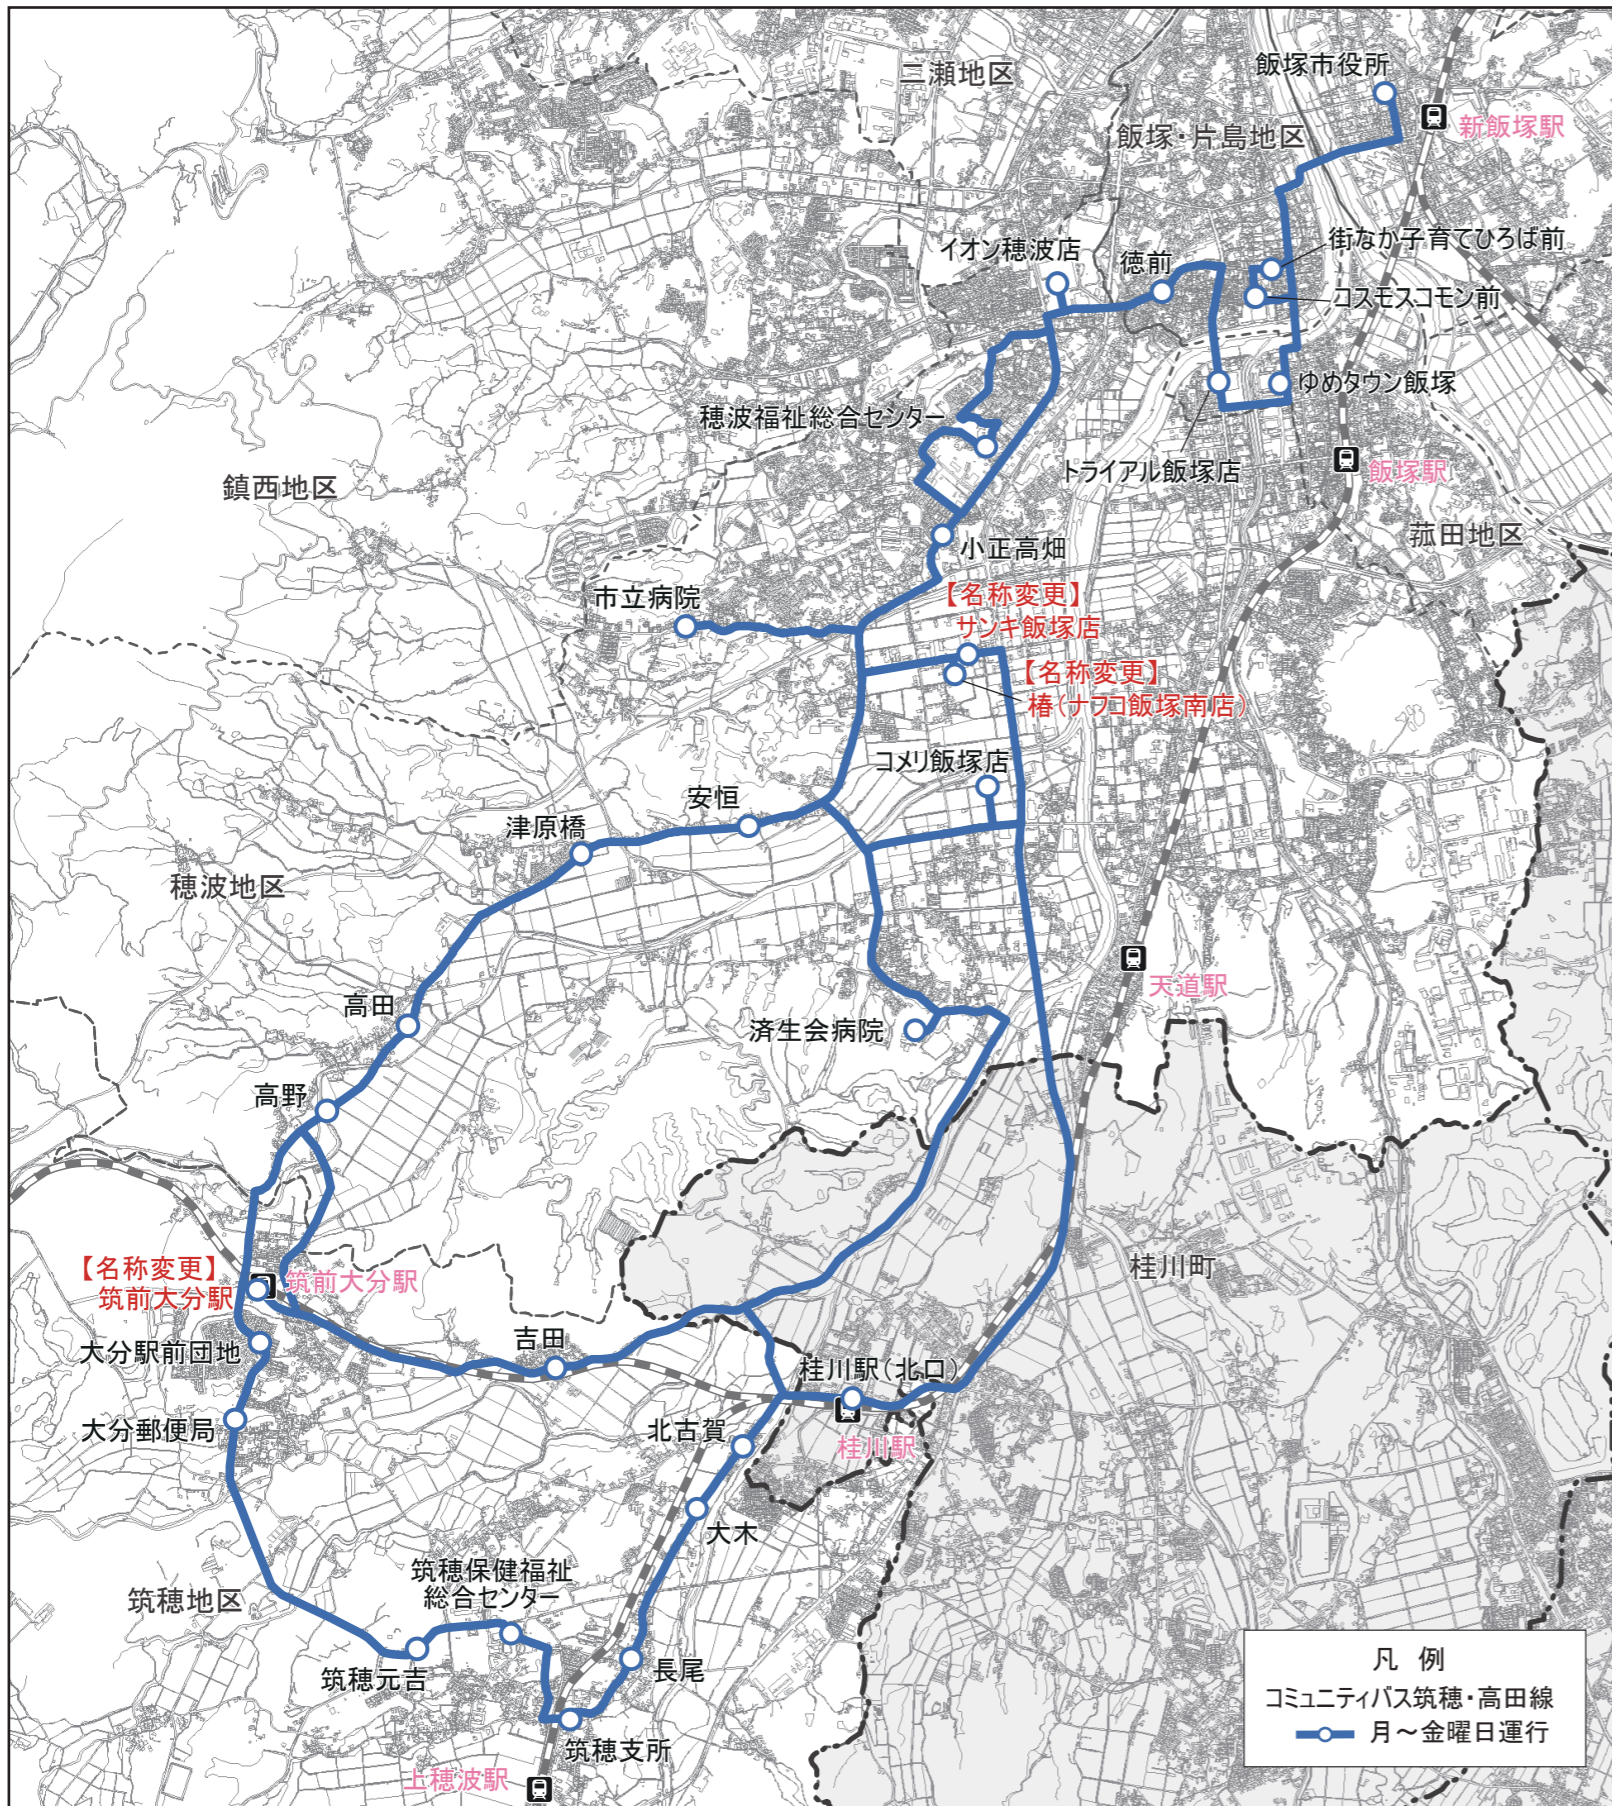 飯塚市役所
二瀬地区
新飯塚駅
飯塚・片島地区
街なか子育てひろば前
イオン穂波店
徳前
コスモスコモン前
ゆめタウン飯塚
穂波福祉総合センター
トライアル飯塚店
飯塚駅
鎮西地区
菰田地区
小正高畑
市立病院
【名称変更】
サンキ飯塚店
【名称変更】
椿(ナフコ飯塚南店)
コメリ飯塚店
安恒
津原橋
穂波地区
天道駅
高田
済生会病院
高野
【名称変更】
筑前大分駅
筑前大分駅
桂川町
大分駅前団地
吉田
桂川駅(北口)
大分郵便局
北古賀
桂川駅
大木
筑穂保健福祉
総合センター
筑穂地区
筑穂元吉
長尾
筑穂支所
上穂波駅
凡 例
コミュニティバス筑穂・高田線
月～金曜日運行